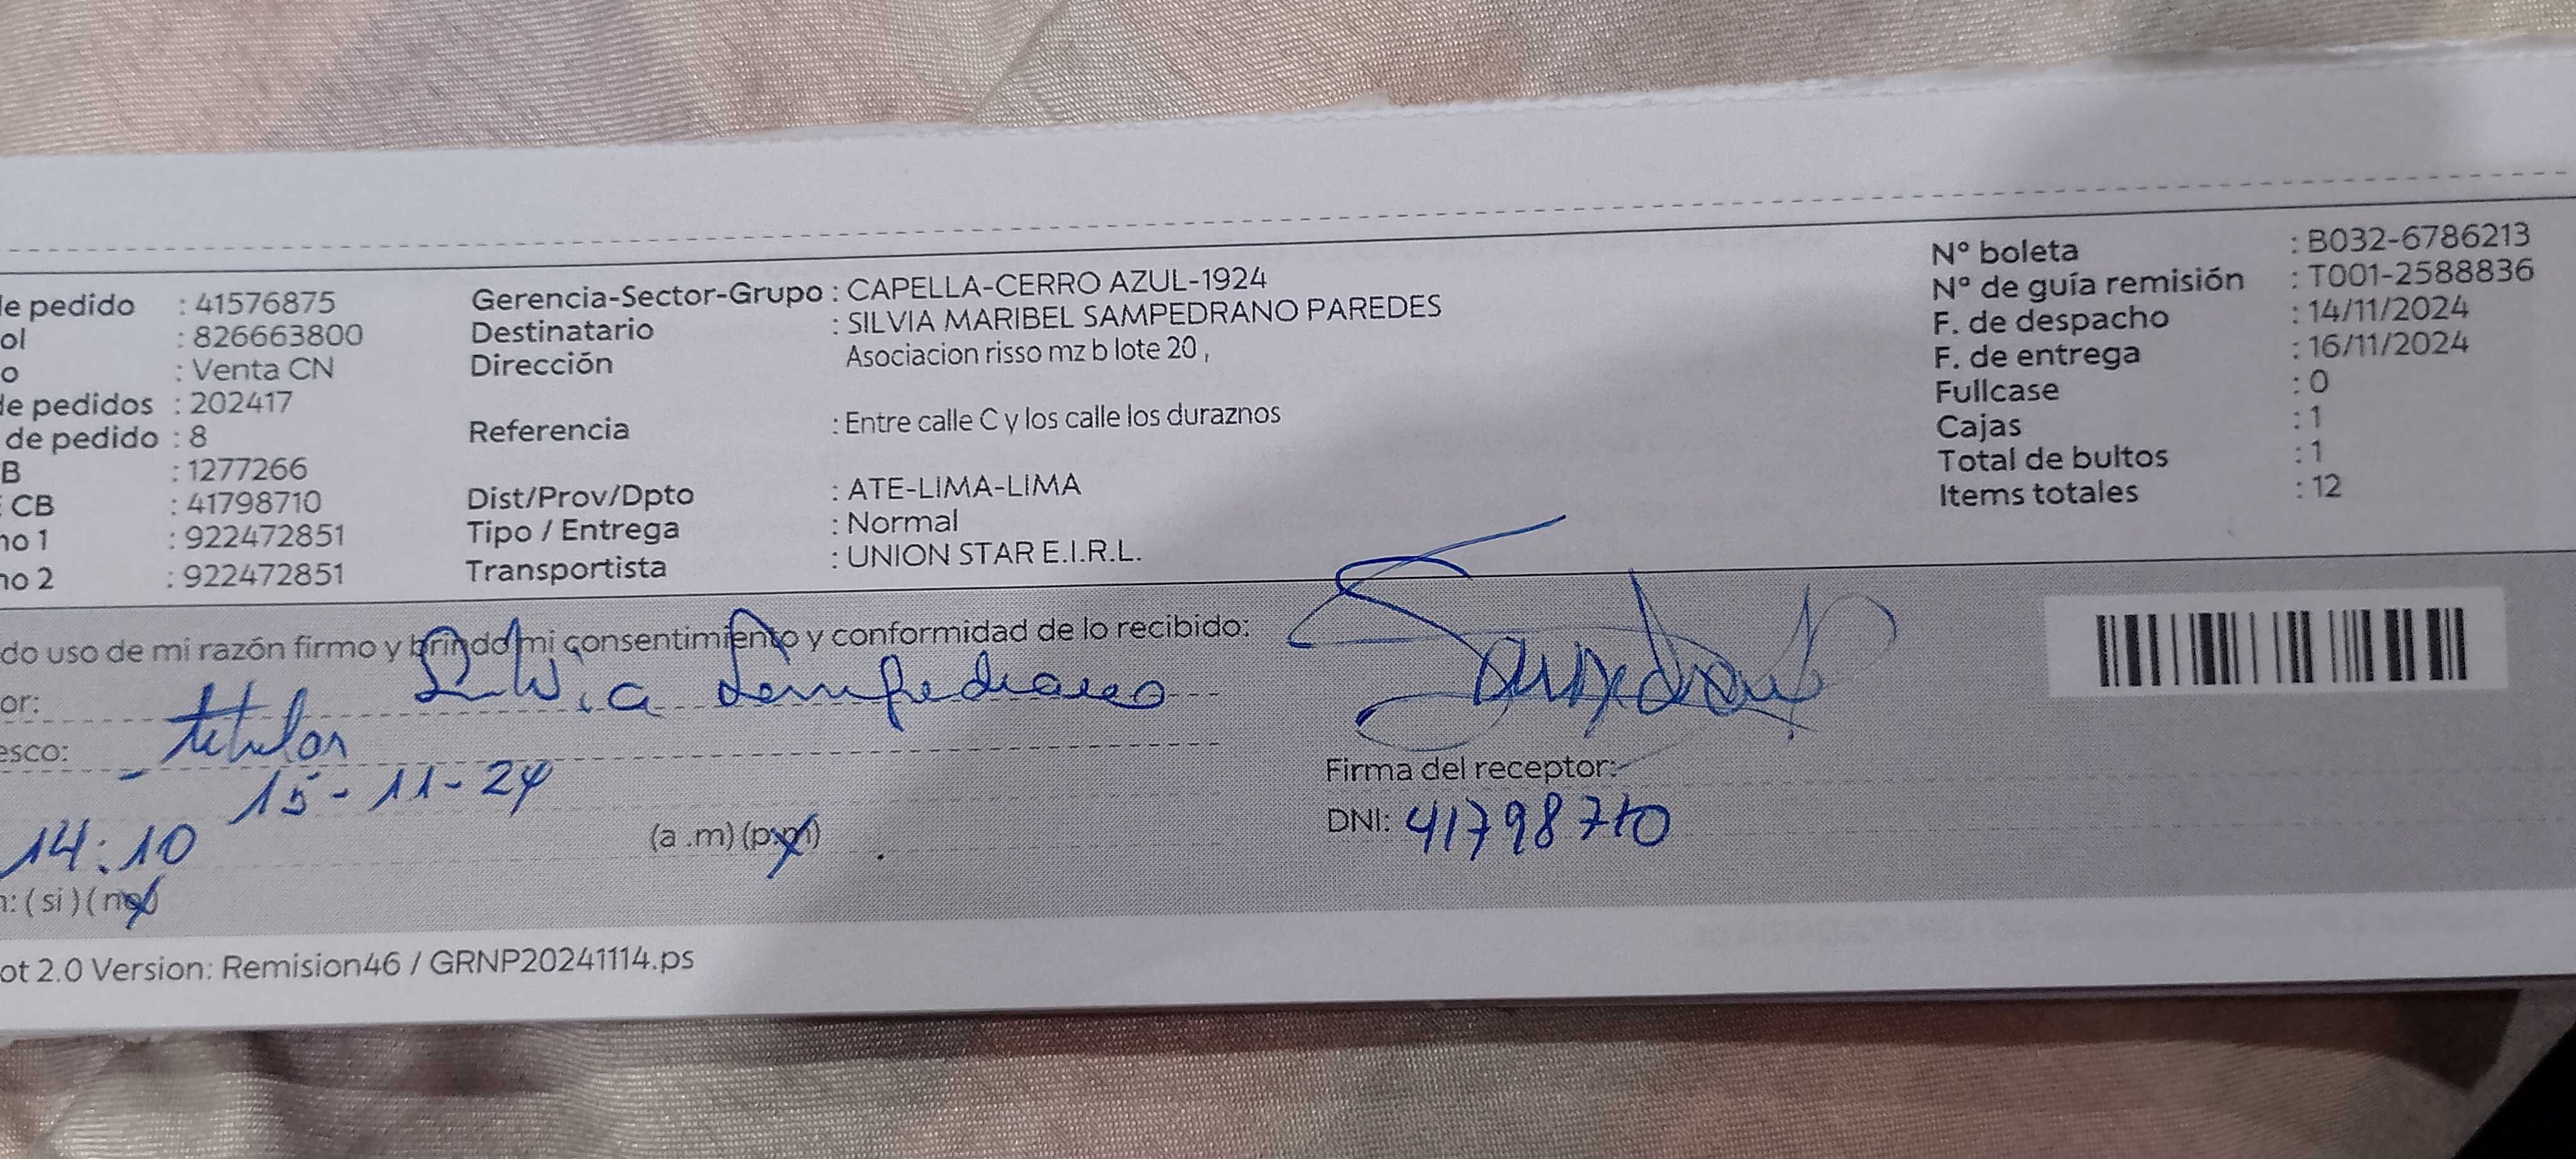 de pedido : 41576875 Gerencia-Sector-Grupo : CAPELLA-CERRO AZUL-1924 N° boleta : B032-6786213
ol : 826663800 Destinatario : SILVIA MARIBEL SAMPEDRANO PAREDES N° de guía remisión : T001-2588836
o : Venta CN Dirección Asociacion risso mz b lote 20 , F. de despacho : 14/11/2024
de pedidos : 202417 F. de entrega : 16/11/2024
de pedido : 8 Referencia : Entre calle C y los calle los duraznos Fullcase : 0
B : 1277266 Cajas : 1
CB : 41798710 Dist/Prov/Dpto : ATE-LIMA-LIMA Total de bultos : 1
no 1 : 922472851 Tipo / Entrega : Normal Items totales : 12
no 2 : 922472851 Transportista : UNION STAR E.I.R.L.
do uso de mi razón firmo y brindo mi consentimiento y conformidad de lo recibido:
or: Silvia Sampedrano
esco: titular
15-11-24 Firma del receptor:
14:10 (a .m) (p.m) DNI: 41798710
n: ( si ) ( no )
ot 2.0 Version: Remision46 / GRNP20241114.ps